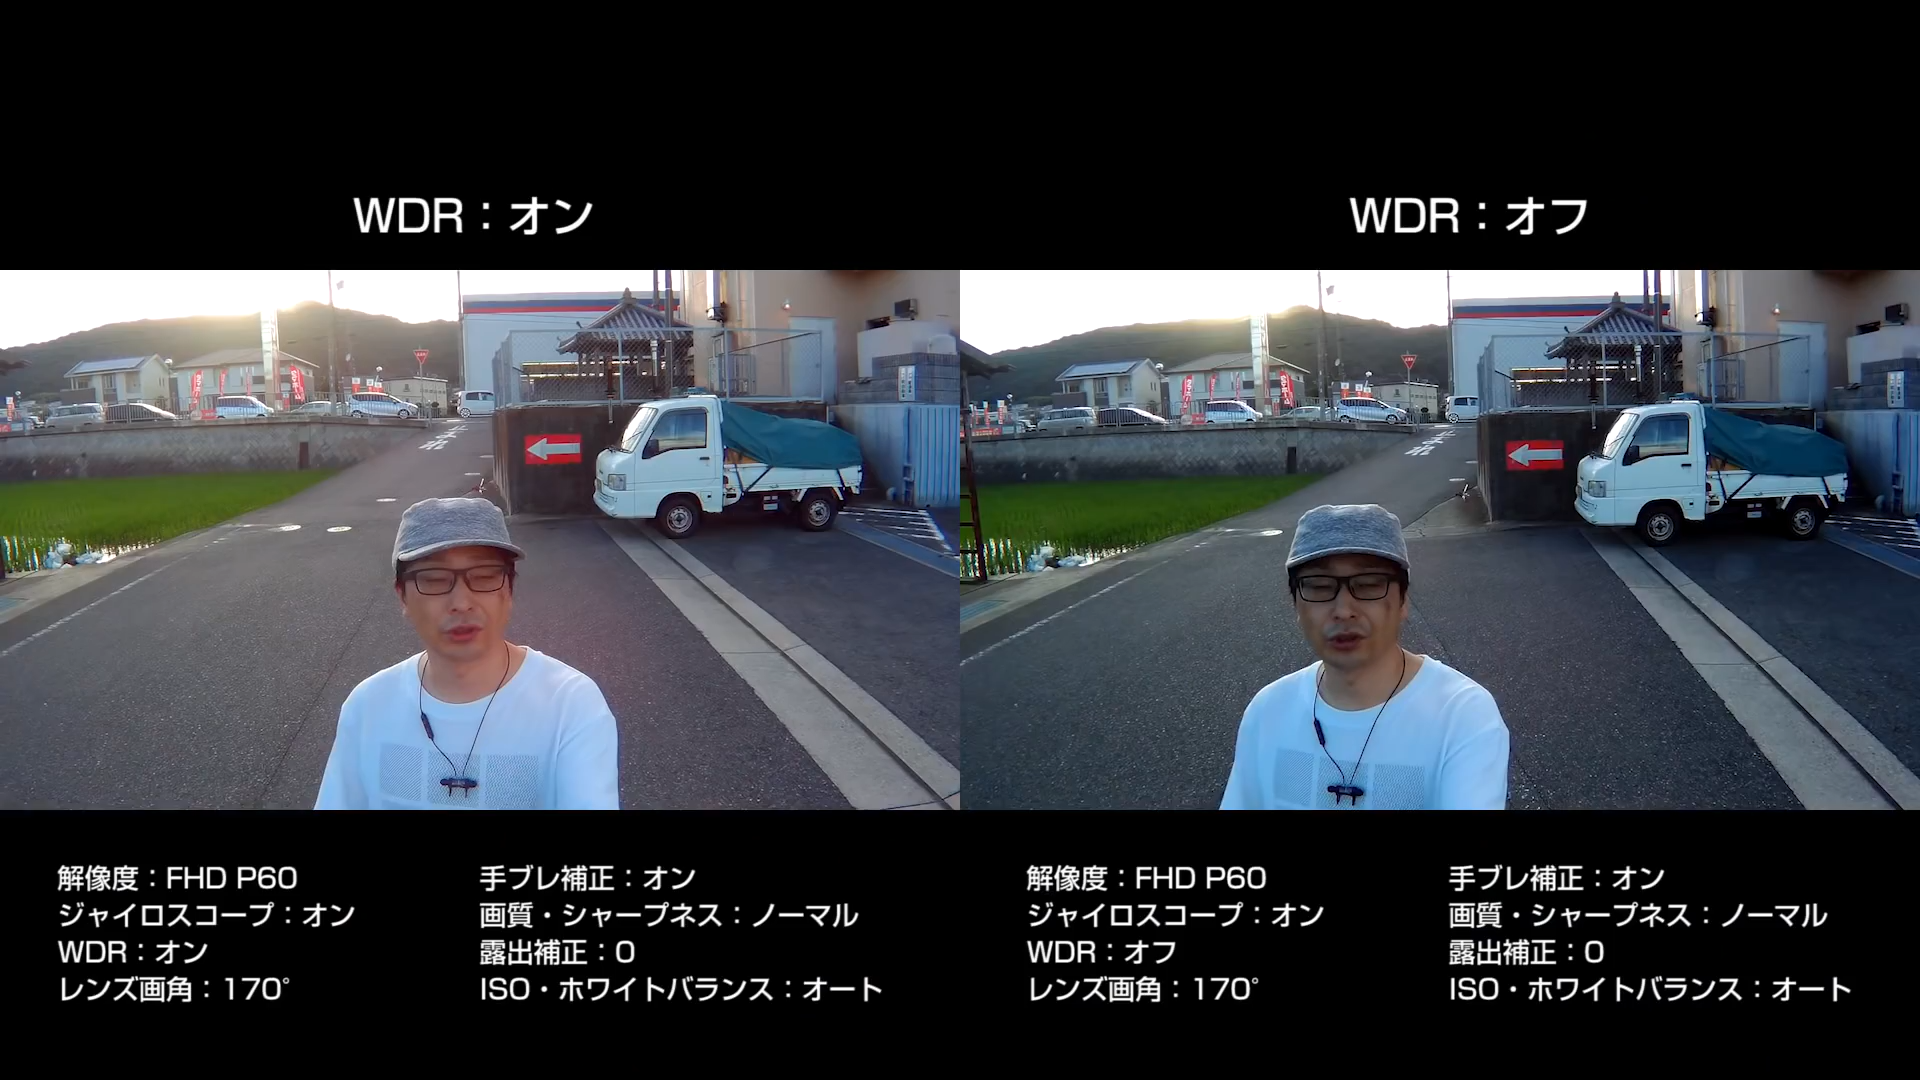 WDR：オン
WDR：オフ
解像度：FHD P60
ジャイロスコープ：オン
WDR：オン
レンズ画角：170°
手ブレ補正：オン
画質・シャープネス：ノーマル
露出補正：0
ISO・ホワイトバランス：オート
解像度：FHD P60
ジャイロスコープ：オン
WDR：オフ
レンズ画角：170°
手ブレ補正：オン
画質・シャープネス：ノーマル
露出補正：0
ISO・ホワイトバランス：オート